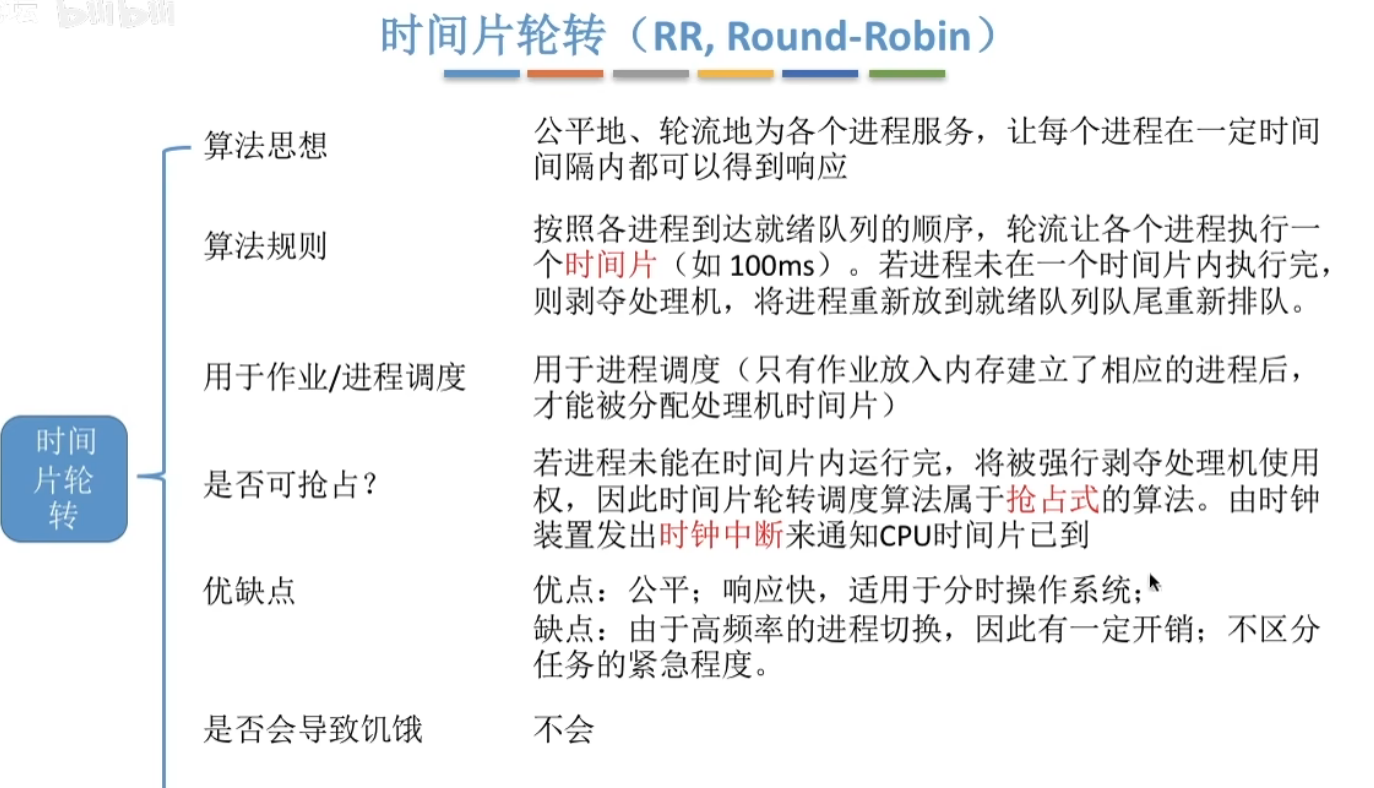 bilibili
时间片轮转（RR, Round-Robin）
算法思想
公平地、轮流地为各个进程服务，让每个进程在一定时间
间隔内都可以得到响应
算法规则
按照各进程到达就绪队列的顺序，轮流让各个进程执行一
个时间片（如 100ms）。若进程未在一个时间片内执行完，
则剥夺处理机，将进程重新放到就绪队列队尾重新排队。
用于作业/进程调度
用于进程调度（只有作业放入内存建立了相应的进程后，
才能被分配处理机时间片）
时间
片轮
转
是否可抢占？
若进程未能在时间片内运行完，将被强行剥夺处理机使用
权，因此时间片轮转调度算法属于抢占式的算法。由时钟
装置发出时钟中断来通知CPU时间片已到
优缺点
优点：公平；响应快，适用于分时操作系统；
缺点：由于高频率的进程切换，因此有一定开销；不区分
任务的紧急程度。
是否会导致饥饿
不会